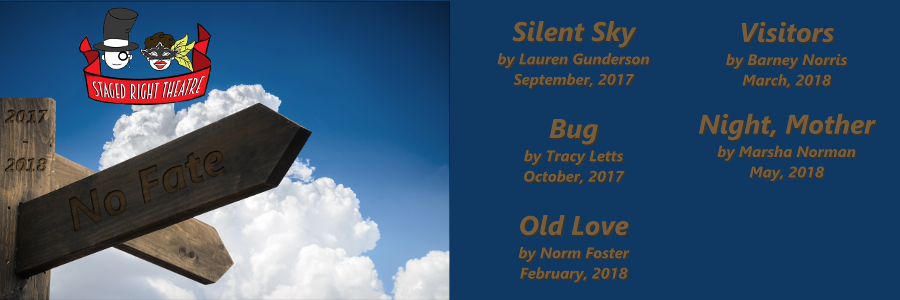 STAGED RIGHT THEATRE
2017
-
2018
No Fate
Silent Sky
by Lauren Gunderson
September, 2017
Bug
by Tracy Letts
October, 2017
Old Love
by Norm Foster
February, 2018
Visitors
by Barney Norris
March, 2018
Night, Mother
by Marsha Norman
May, 2018